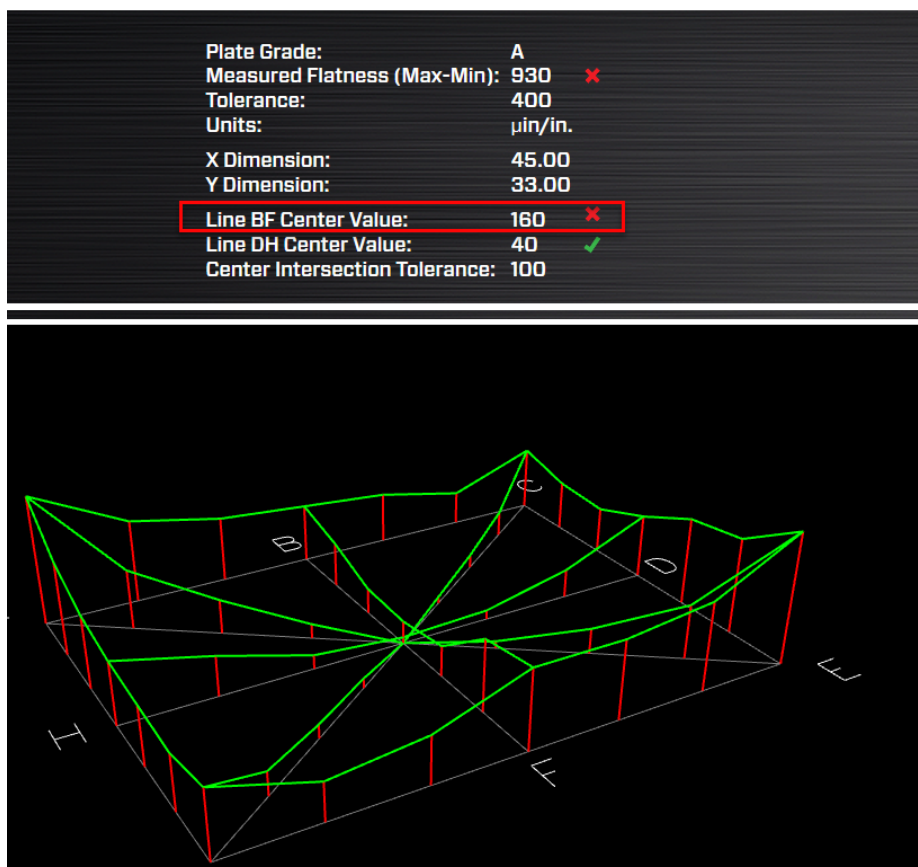 Plate Grade: A
Measured Flatness (Max-Min): 930
Tolerance: 400
Units: µin/in.
X Dimension: 45.00
Y Dimension: 33.00
Line BF Center Value: 160
Line DH Center Value: 40
Center Intersection Tolerance: 100
C
B
D
E
H
F